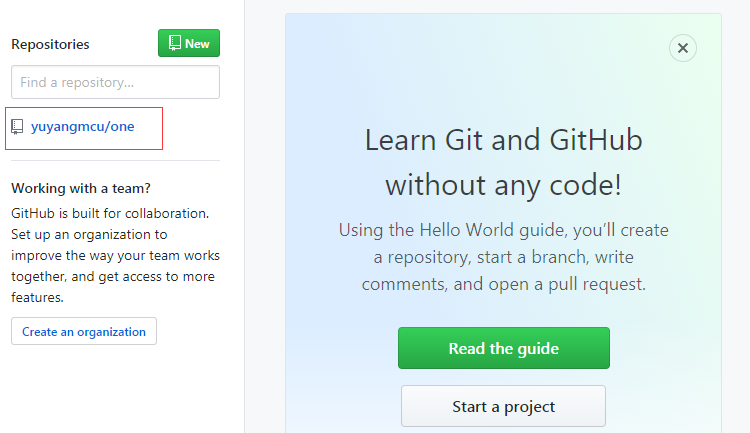 Repositories
New
Find a repository...
yuyangmcu/one
Working with a team?
GitHub is built for collaboration.
Set up an organization to
improve the way your team works
together, and get access to more
features.
Create an organization
Learn Git and GitHub
without any code!
Using the Hello World guide, you’ll create
a repository, start a branch, write
comments, and open a pull request.
Read the guide
Start a project